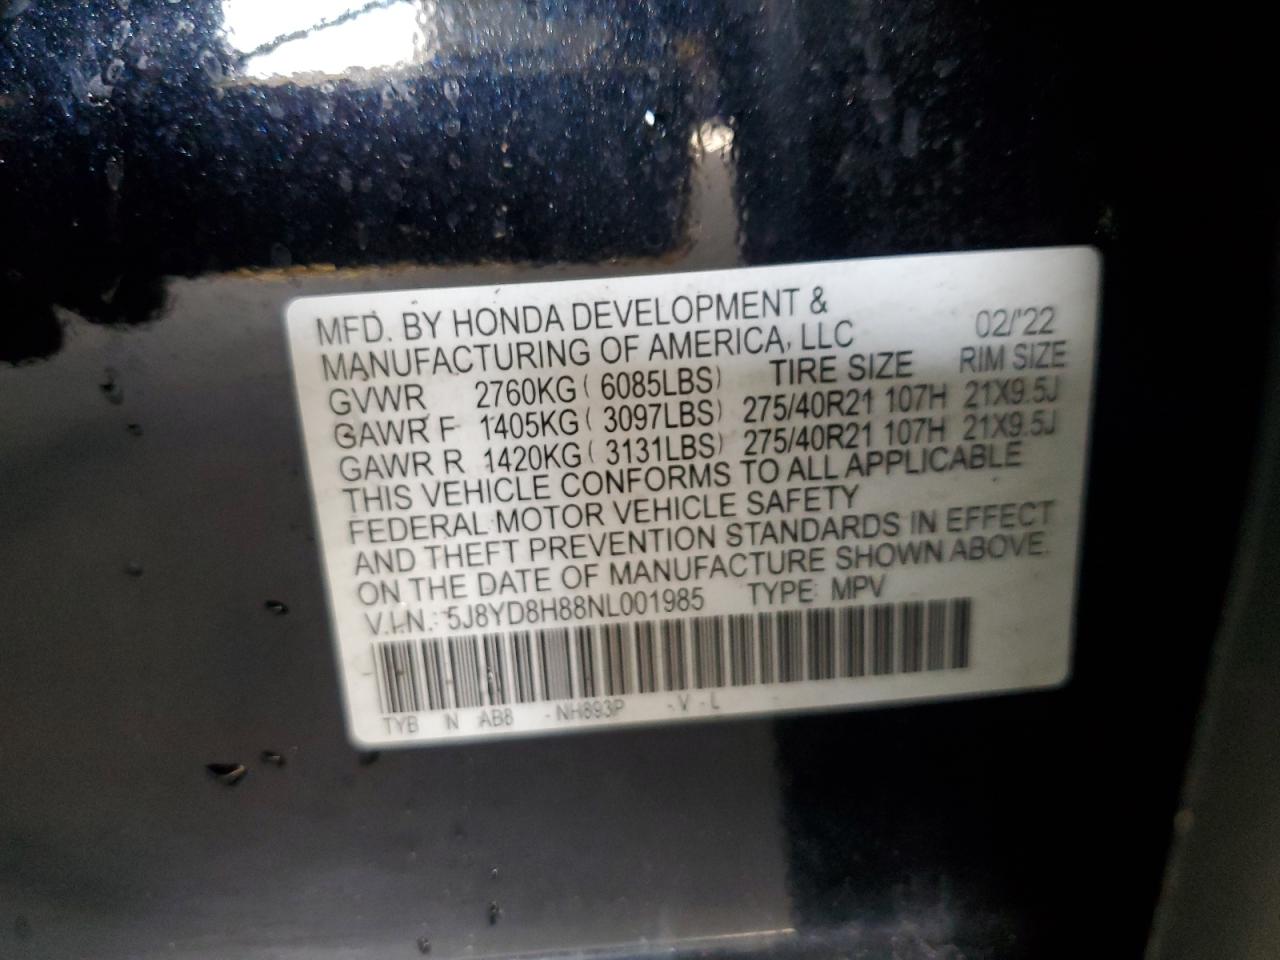 MFD. BY HONDA DEVELOPMENT &
MANUFACTURING OF AMERICA, LLC 02/'22
GVWR 2760KG ( 6085LBS) TIRE SIZE RIM SIZE
GAWR F 1405KG ( 3097LBS) 275/40R21 107H 21X9.5J
GAWR R 1420KG ( 3131LBS) 275/40R21 107H 21X9.5J
THIS VEHICLE CONFORMS TO ALL APPLICABLE
FEDERAL MOTOR VEHICLE SAFETY
AND THEFT PREVENTION STANDARDS IN EFFECT
ON THE DATE OF MANUFACTURE SHOWN ABOVE.
V.I.N.: 5J8YD8H88NL001985 TYPE: MPV
TYB N AB8 - NH893P - V - L -